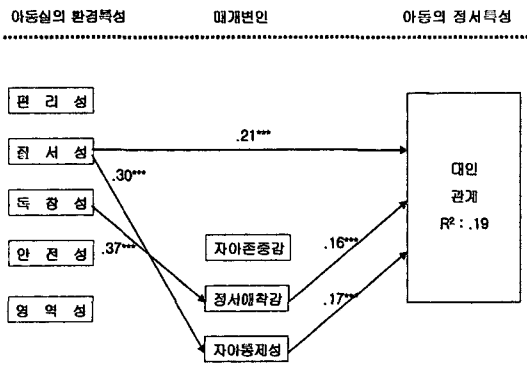 아동실의 환경특성 매개변인 아동의 정서특성
편 리 성
정 서 성
독 창 성
안 전 성
영 역 성
.21***
.30***
.37***
자아존중감
정서애착감
자아통제성
.16***
.17***
대인
관계
R² : .19